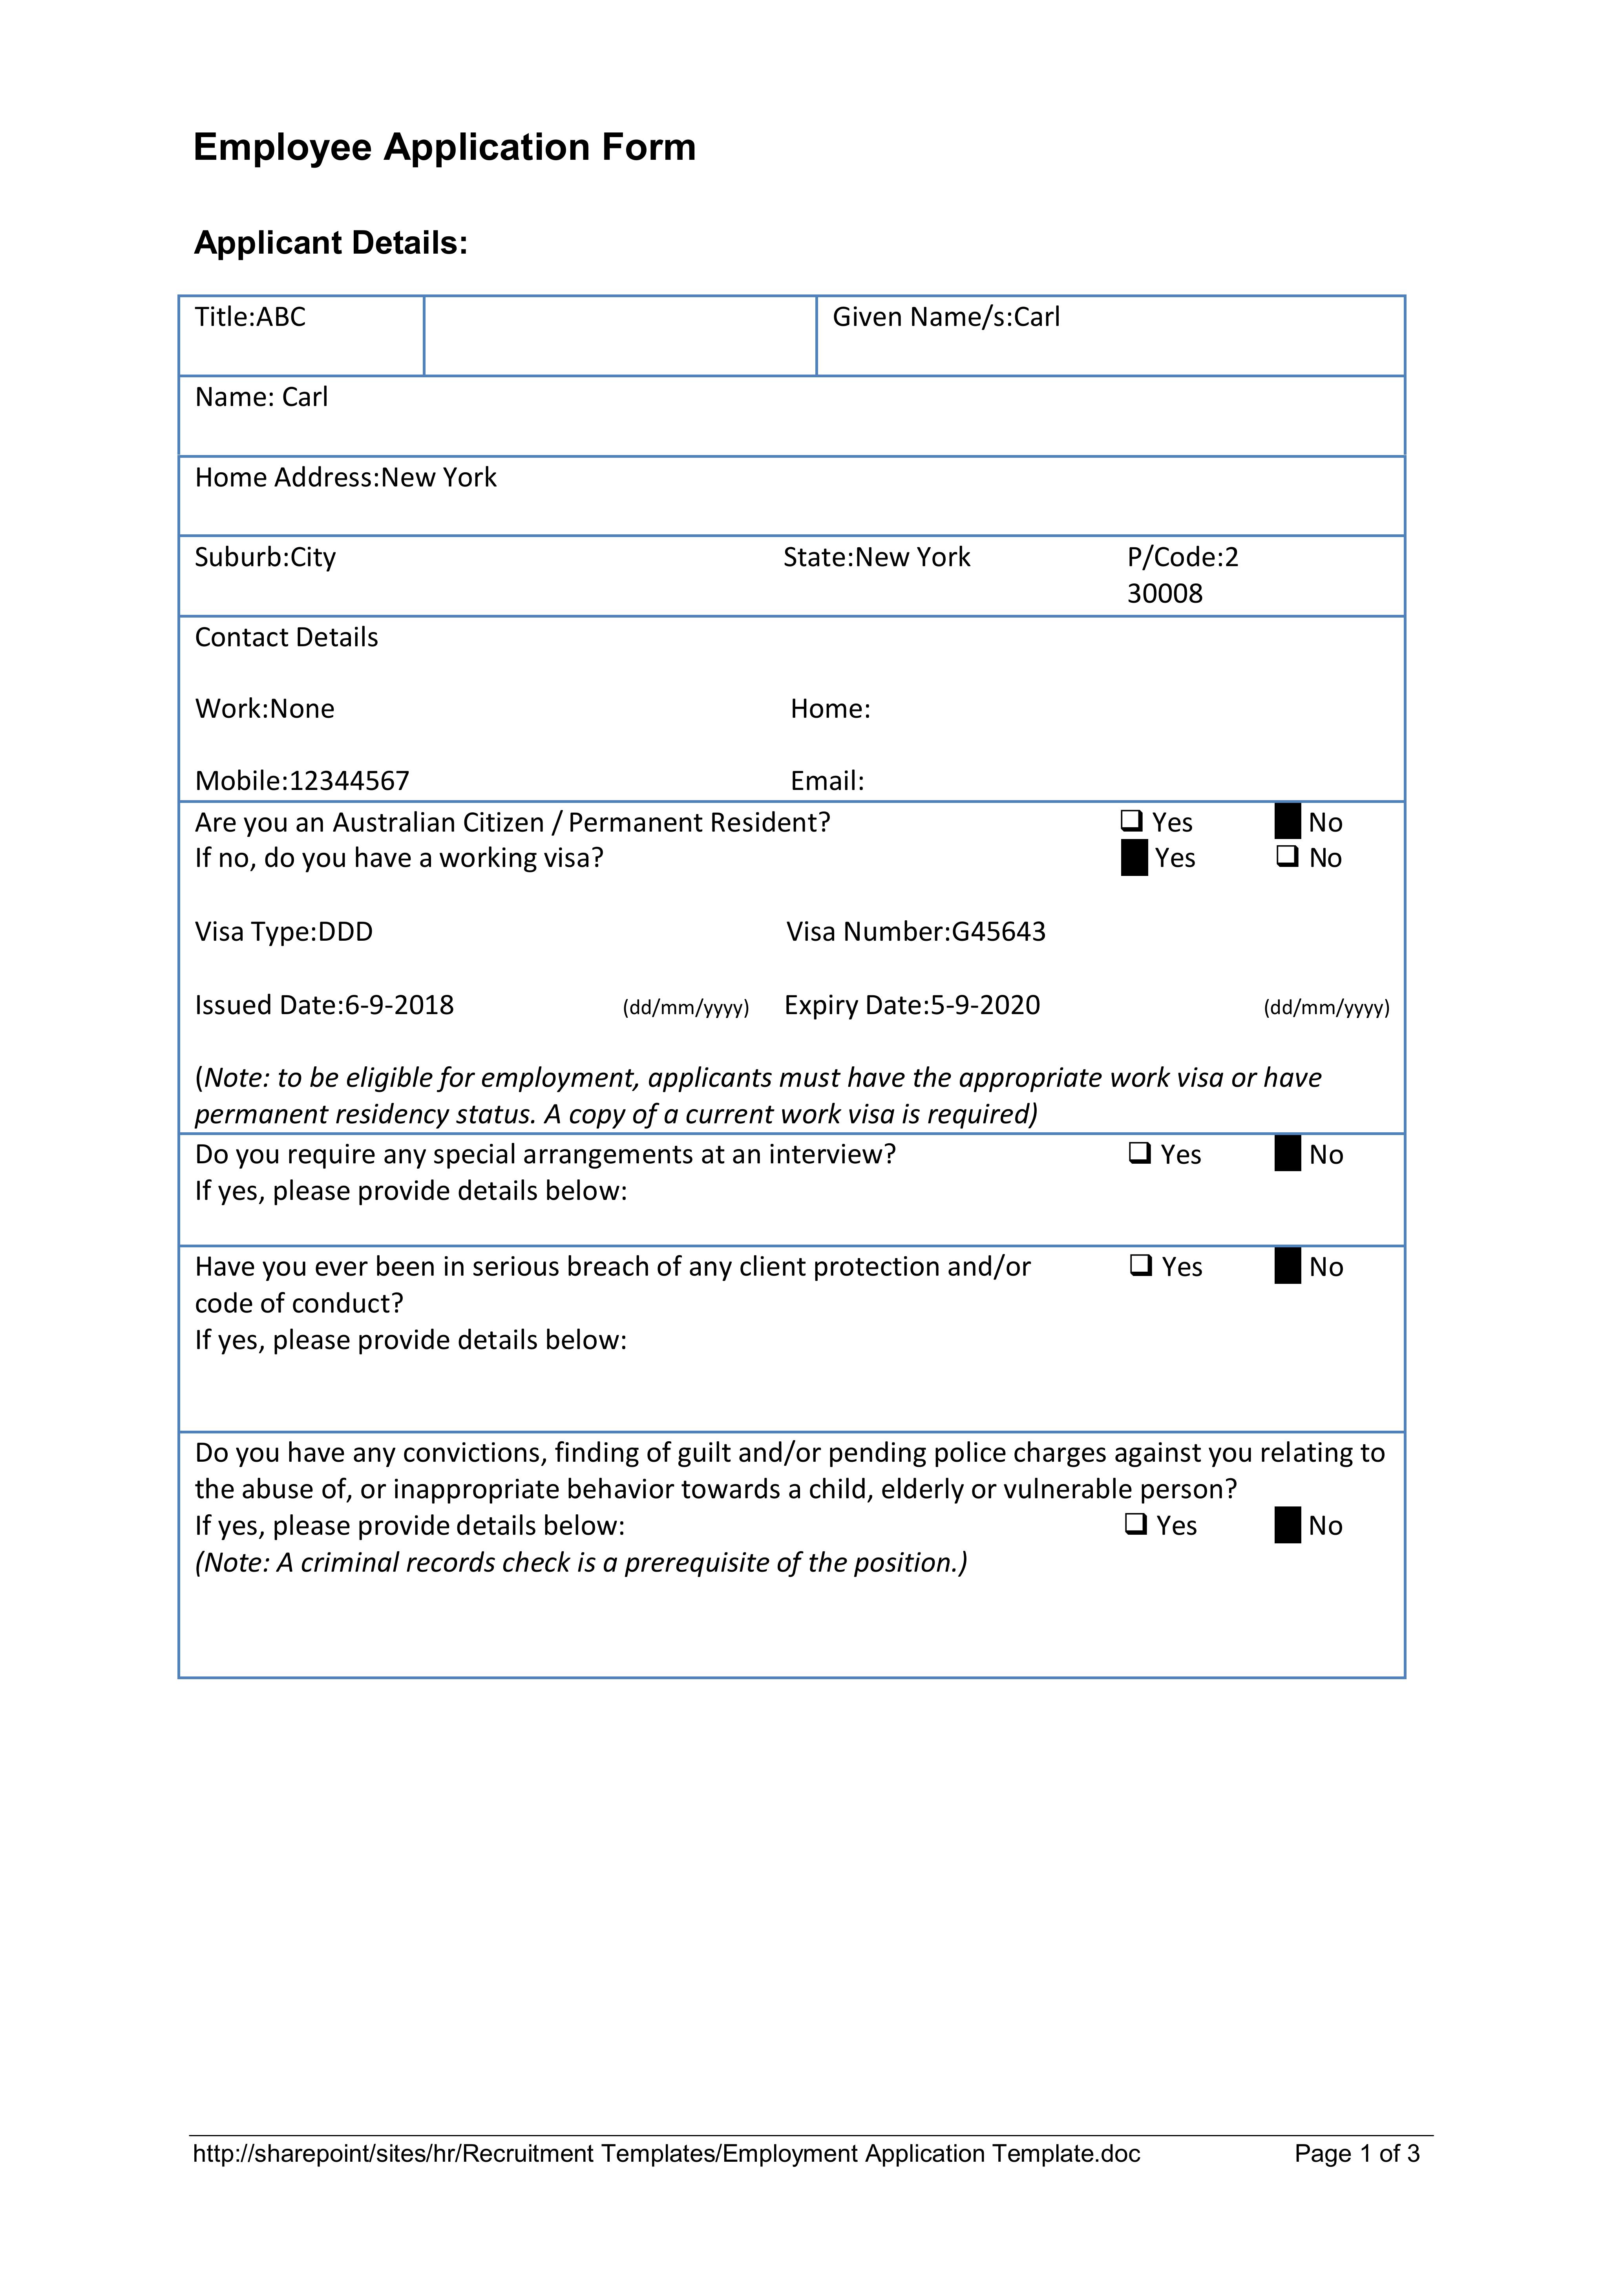 Employee Application Form
Applicant Details:
Title:ABC Given Name/s:Carl
Name: Carl
Home Address:New York
Suburb:City State:New York P/Code:2
30008
Contact Details
Work:None Home:
Mobile:12344567 Email:
Are you an Australian Citizen / Permanent Resident? ❑ Yes ■ No
If no, do you have a working visa? ■ Yes ❑ No
Visa Type:DDD Visa Number:G45643
Issued Date:6-9-2018 (dd/mm/yyyy) Expiry Date:5-9-2020 (dd/mm/yyyy)
(Note: to be eligible for employment, applicants must have the appropriate work visa or have
permanent residency status. A copy of a current work visa is required)
Do you require any special arrangements at an interview? ❑ Yes ■ No
If yes, please provide details below:
Have you ever been in serious breach of any client protection and/or ❑ Yes ■ No
code of conduct?
If yes, please provide details below:
Do you have any convictions, finding of guilt and/or pending police charges against you relating to
the abuse of, or inappropriate behavior towards a child, elderly or vulnerable person?
If yes, please provide details below: ❑ Yes ■ No
(Note: A criminal records check is a prerequisite of the position.)
http://sharepoint/sites/hr/Recruitment Templates/Employment Application Template.doc Page 1 of 3